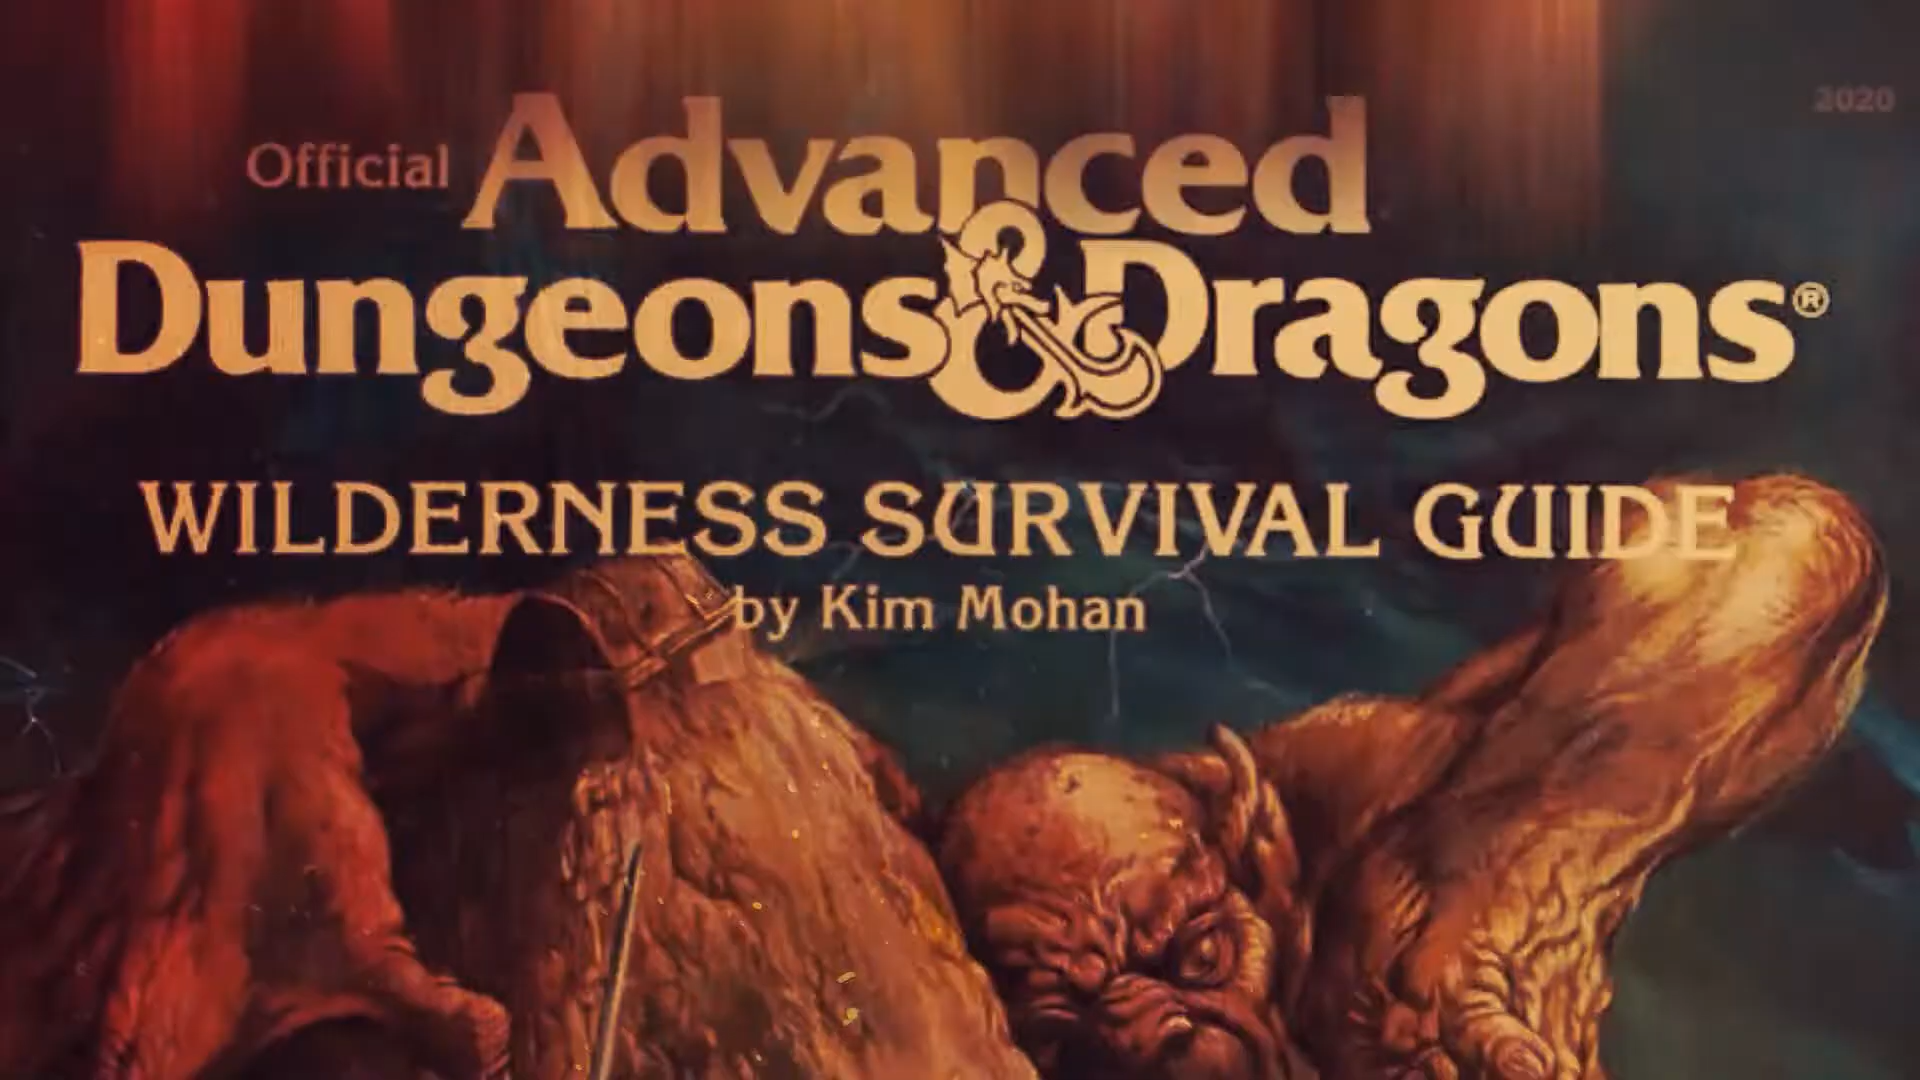 2020
Official Advanced
Dungeons & Dragons®
WILDERNESS SURVIVAL GUIDE
by Kim Mohan